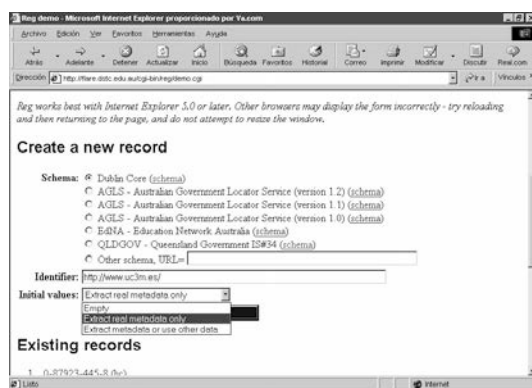 Reg demo - Microsoft Internet Explorer proporcionado por Ya.com
Archivo Edición Ver Favoritos Herramientas Ayuda
Atrás Adelante Detener Actualizar Inicio Búsqueda Favoritos Historial Correo Imprimir Modificar Discutir Real.com
Dirección http://flare.dstc.edu.au/cgi-bin/reg/demo.cgi Ir a Vínculos
Reg works best with Internet Explorer 5.0 or later. Other browsers may display the form incorrectly - try reloading
and then returning to the page, and do not attempt to resize the window.
Create a new record
Schema: Dublin Core (schema)
AGLS - Australian Government Locator Service (version 1.2) (schema)
AGLS - Australian Government Locator Service (version 1.1) (schema)
AGLS - Australian Government Locator Service (version 1.0) (schema)
EdNA - Education Network Australia (schema)
QLDGOV - Queensland Government IS#34 (schema)
Other schema, URL=
Identifier: http://www.uc3m.es/
Initial values: Extract real metadata only
Empty
Extract real metadata only
Extract metadata or use other data
Existing records
1. 0-87923-445-8 (bc)
Listo Internet